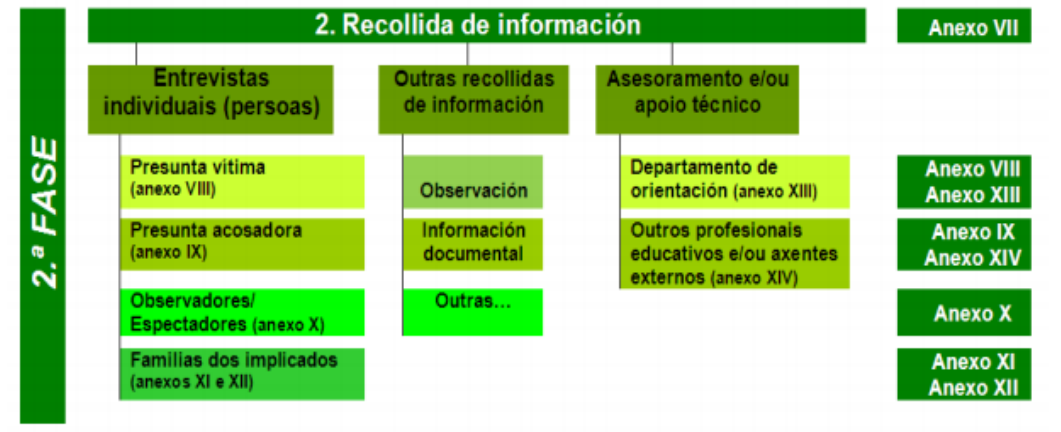 2.ª FASE
2. Recollida de información
Anexo VII
Entrevistas
individuais (persoas)
Outras recollidas
de información
Asesoramento e/ou
apoio técnico
Presunta vítima
(anexo VIII)
Observación
Departamento de
orientación (anexo XIII)
Anexo VIII
Anexo XIII
Presunta acosadora
(anexo IX)
Información
documental
Outros profesionais
educativos e/ou axentes
externos (anexo XIV)
Anexo IX
Anexo XIV
Observadores/
Espectadores (anexo X)
Outras...
Anexo X
Familias dos implicados
(anexos XI e XII)
Anexo XI
Anexo XII